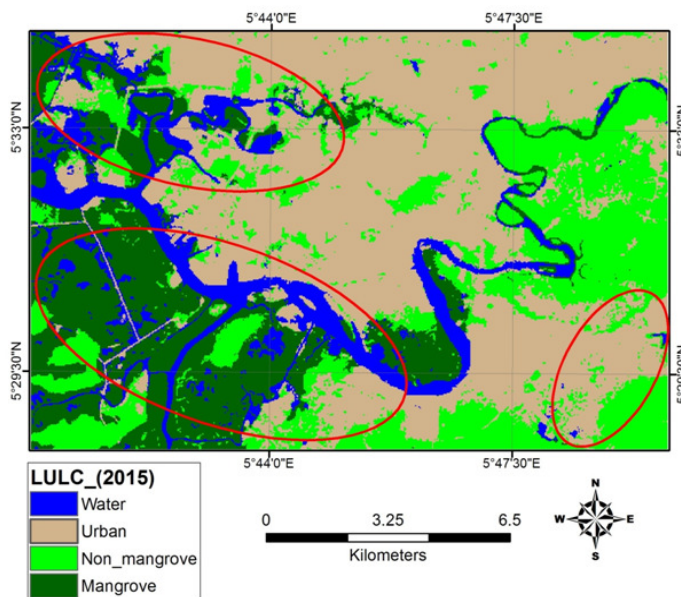 5°44'0"E
5°47'30"E
5°33'0"N
5°29'30"N
5°44'0"E
5°47'30"E
LULC_(2015)
Water
Urban
Non_mangrove
Mangrove
0
3.25
6.5
Kilometers
N
W
E
S